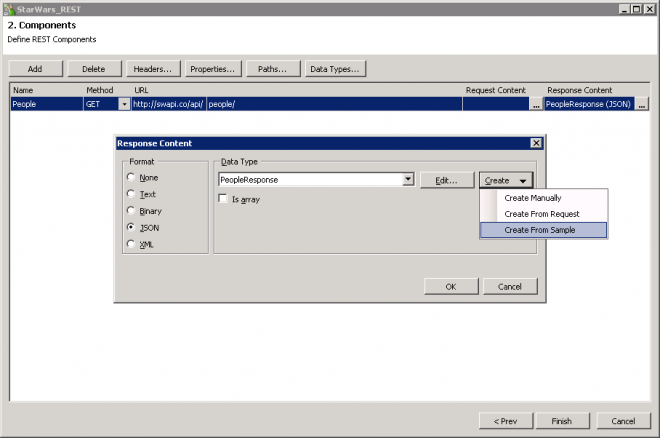 StarWars_REST
2. Components
Define REST Components
Add Delete Headers... Properties... Paths... Data Types...
Name Method URL Request Content Response Content
People GET http://swapi.co/api/ people/ ... PeopleResponse (JSON) ...
Response Content
Format Data Type
None PeopleResponse Edit... Create
Text Is array Create Manually
Binary Create From Request
JSON Create From Sample
XML
OK Cancel
< Prev Finish Cancel